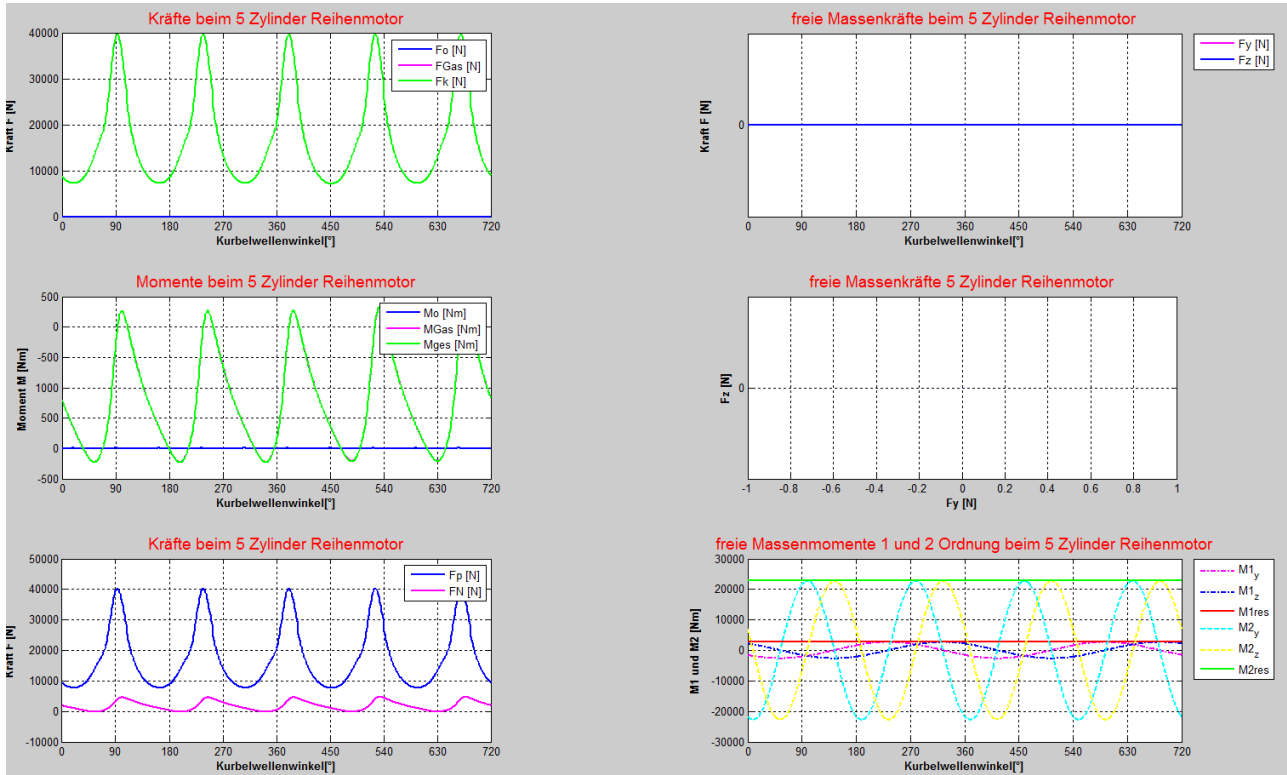 Kräfte beim 5 Zylinder Reihenmotor
Kraft F [N]
40000
30000
20000
10000
0
0 90 180 270 360 450 540 630 720
Kurbelwellenwinkel[°]
Fo [N]
FGas [N]
Fk [N]
freie Massenkräfte beim 5 Zylinder Reihenmotor
Kraft F [N]
0
0 90 180 270 360 450 540 630 720
Kurbelwellenwinkel[°]
Fy [N]
Fz [N]
Momente beim 5 Zylinder Reihenmotor
Moment M [Nm]
500
0
-500
1000
500
0
-500
0 90 180 270 360 450 540 630 720
Kurbelwellenwinkel[°]
Mo [Nm]
MGas [Nm]
Mges [Nm]
freie Massenkräfte 5 Zylinder Reihenmotor
Fz [N]
0
-1 -0.8 -0.6 -0.4 -0.2 0 0.2 0.4 0.6 0.8 1
Fy [N]
Kräfte beim 5 Zylinder Reihenmotor
Kraft F [N]
50000
40000
30000
20000
10000
0
-10000
0 90 180 270 360 450 540 630 720
Kurbelwellenwinkel[°]
Fp [N]
FN [N]
freie Massenmomente 1 und 2 Ordnung beim 5 Zylinder Reihenmotor
M1 und M2 [Nm]
30000
20000
10000
0
-10000
-20000
-30000
0 90 180 270 360 450 540 630 720
Kurbelwellenwinkel[°]
M1y
M1z
M1res
M2y
M2z
M2res